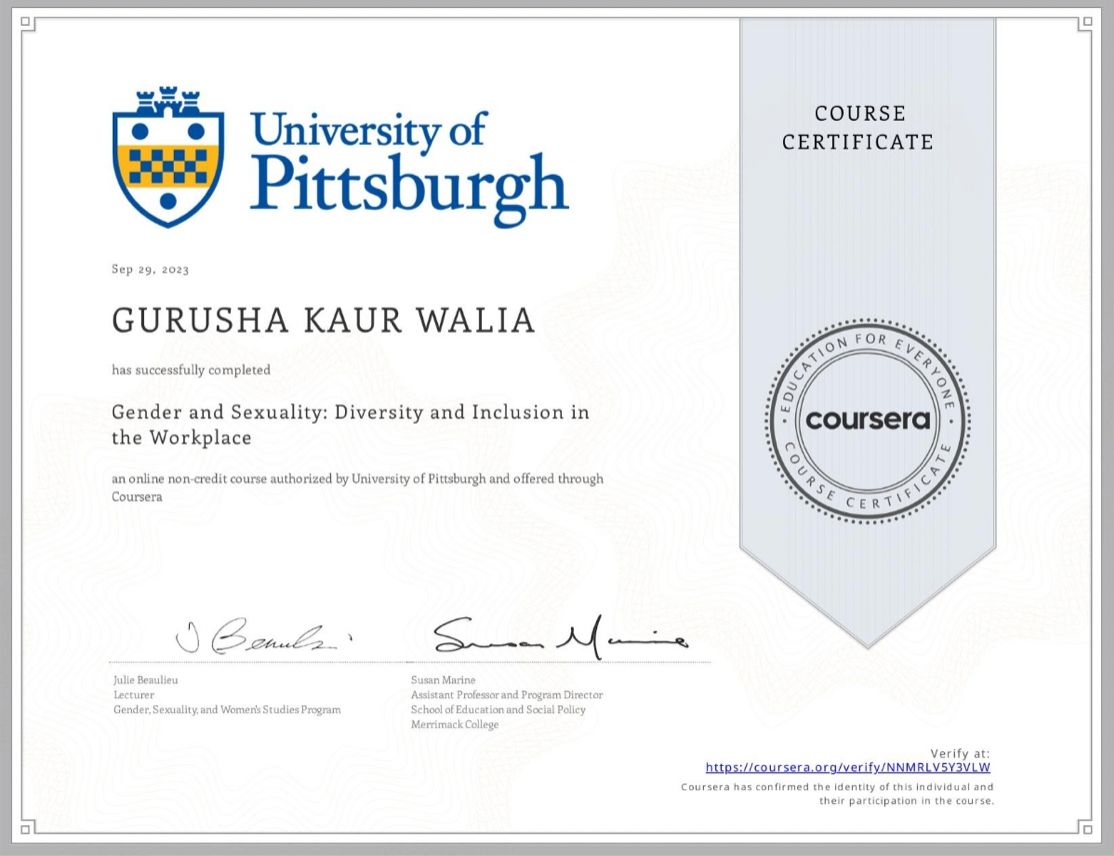 University of
Pittsburgh
COURSE
CERTIFICATE
Sep 29, 2023
GURUSHA KAUR WALIA
has successfully completed
Gender and Sexuality: Diversity and Inclusion in
the Workplace
an online non-credit course authorized by University of Pittsburgh and offered through
Coursera
EDUCATION FOR EVERYONE
coursera
COURSE CERTIFICATE
J Beaulieu
Susan Marine
Julie Beaulieu
Lecturer
Gender, Sexuality, and Women's Studies Program
Susan Marine
Assistant Professor and Program Director
School of Education and Social Policy
Merrimack College
Verify at:
https://coursera.org/verify/NNMRLV5Y3VLW
Coursera has confirmed the identity of this individual and
their participation in the course.